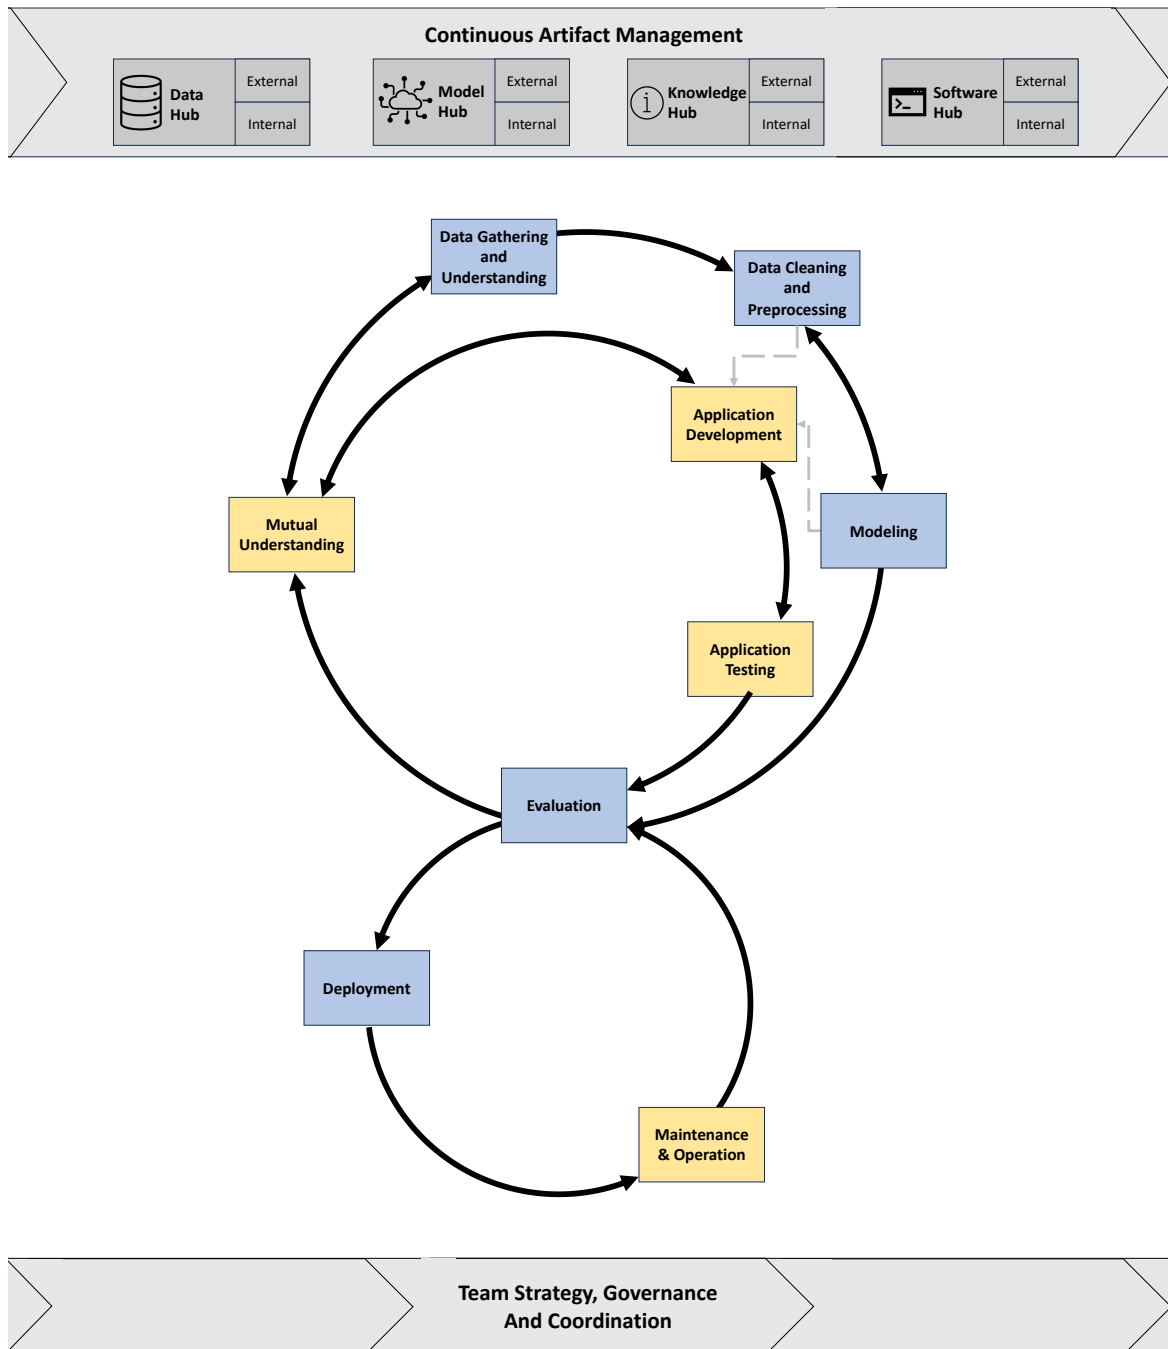 Continuous Artifact Management
Data
Hub
External
Internal
Model
Hub
External
Internal
Knowledge
Hub
External
Internal
Software
Hub
External
Internal
Data Gathering
and
Understanding
Data Cleaning
and
Preprocessing
Application
Development
Mutual
Understanding
Modeling
Application
Testing
Evaluation
Deployment
Maintenance
& Operation
Team Strategy, Governance
And Coordination